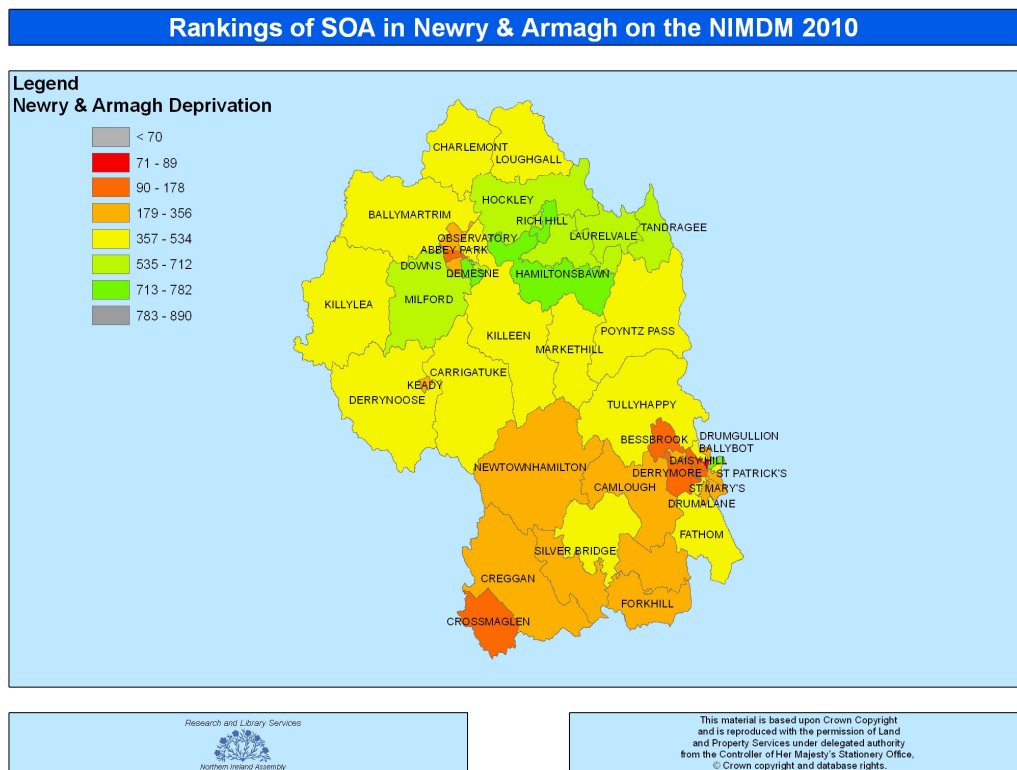 Rankings of SOA in Newry & Armagh on the NIMDM 2010
Legend
Newry & Armagh Deprivation
< 70
71 - 89
90 - 178
179 - 356
357 - 534
535 - 712
713 - 782
783 - 890
CHARLEMONT
LOUGHGALL
HOCKLEY
BALLYMARTRIM
RICH HILL
TANDRAGEE
OBSERVATORY
LAURELVALE
ABBEY PARK
DOWNS
DEMESNE
HAMILTONSBAWN
KILLYLEA
MILFORD
KILLEEN
POYNTZ PASS
MARKETHILL
CARRIGATUKE
KEADY
DERRYNOOSE
TULLYHAPPY
BESSBROOK
DRUMGULLION
BALLYBOT
DAISY HILL
NEWTOWNHAMILTON
DERRYMORE
ST PATRICK'S
CAMLOUGH
ST MARY'S
DRUMALANE
FATHOM
SILVER BRIDGE
CREGGAN
FORKHILL
CROSSMAGLEN
Research and Library Services
Northern Ireland Assembly
This material is based upon Crown Copyright
and is reproduced with the permission of Land
and Property Services under delegated authority
from the Controller of Her Majesty's Stationery Office,
© Crown copyright and database rights.